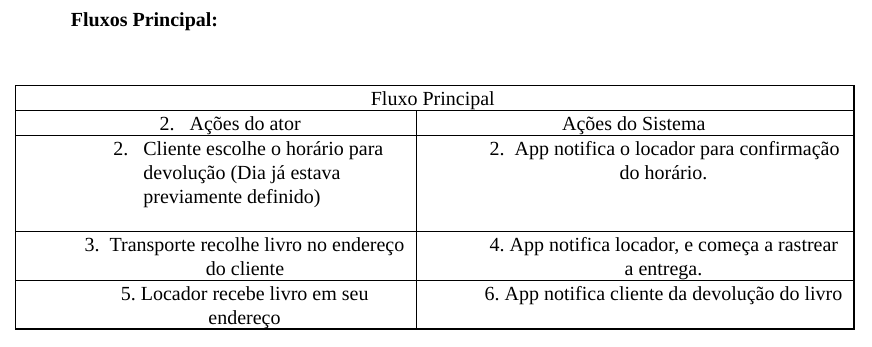 Fluxos Principal:
Fluxo Principal
2. Ações do ator
Ações do Sistema
2. Cliente escolhe o horário para
devolução (Dia já estava
previamente definido)
2. App notifica o locador para confirmação
do horário.
3. Transporte recolhe livro no endereço
do cliente
4. App notifica locador, e começa a rastrear
a entrega.
5. Locador recebe livro em seu
endereço
6. App notifica cliente da devolução do livro